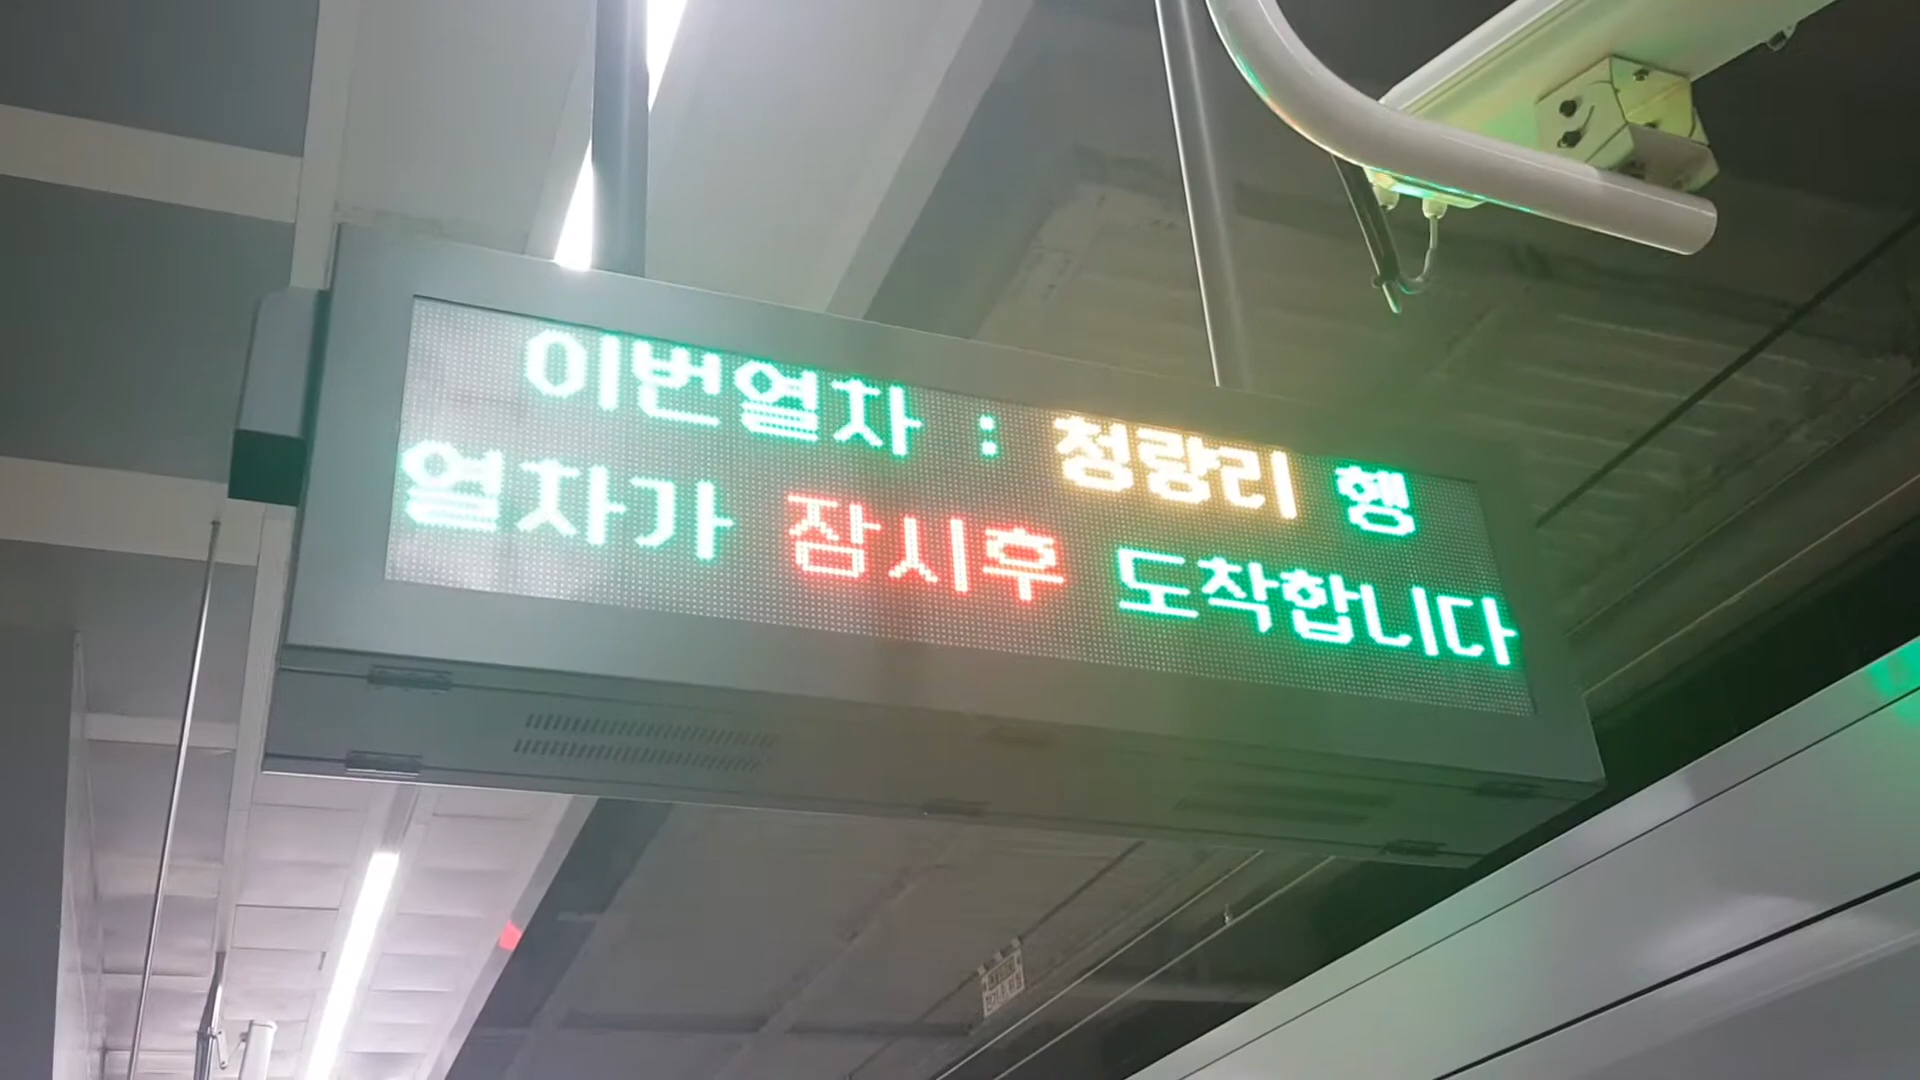 이번열차 : 청량리 행
열차가 잠시후 도착합니다